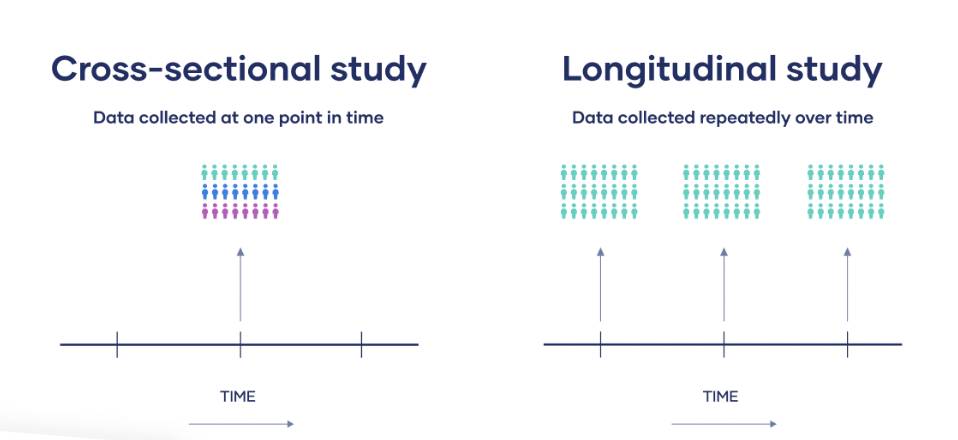 Cross-sectional study
Data collected at one point in time
TIME
Longitudinal study
Data collected repeatedly over time
TIME